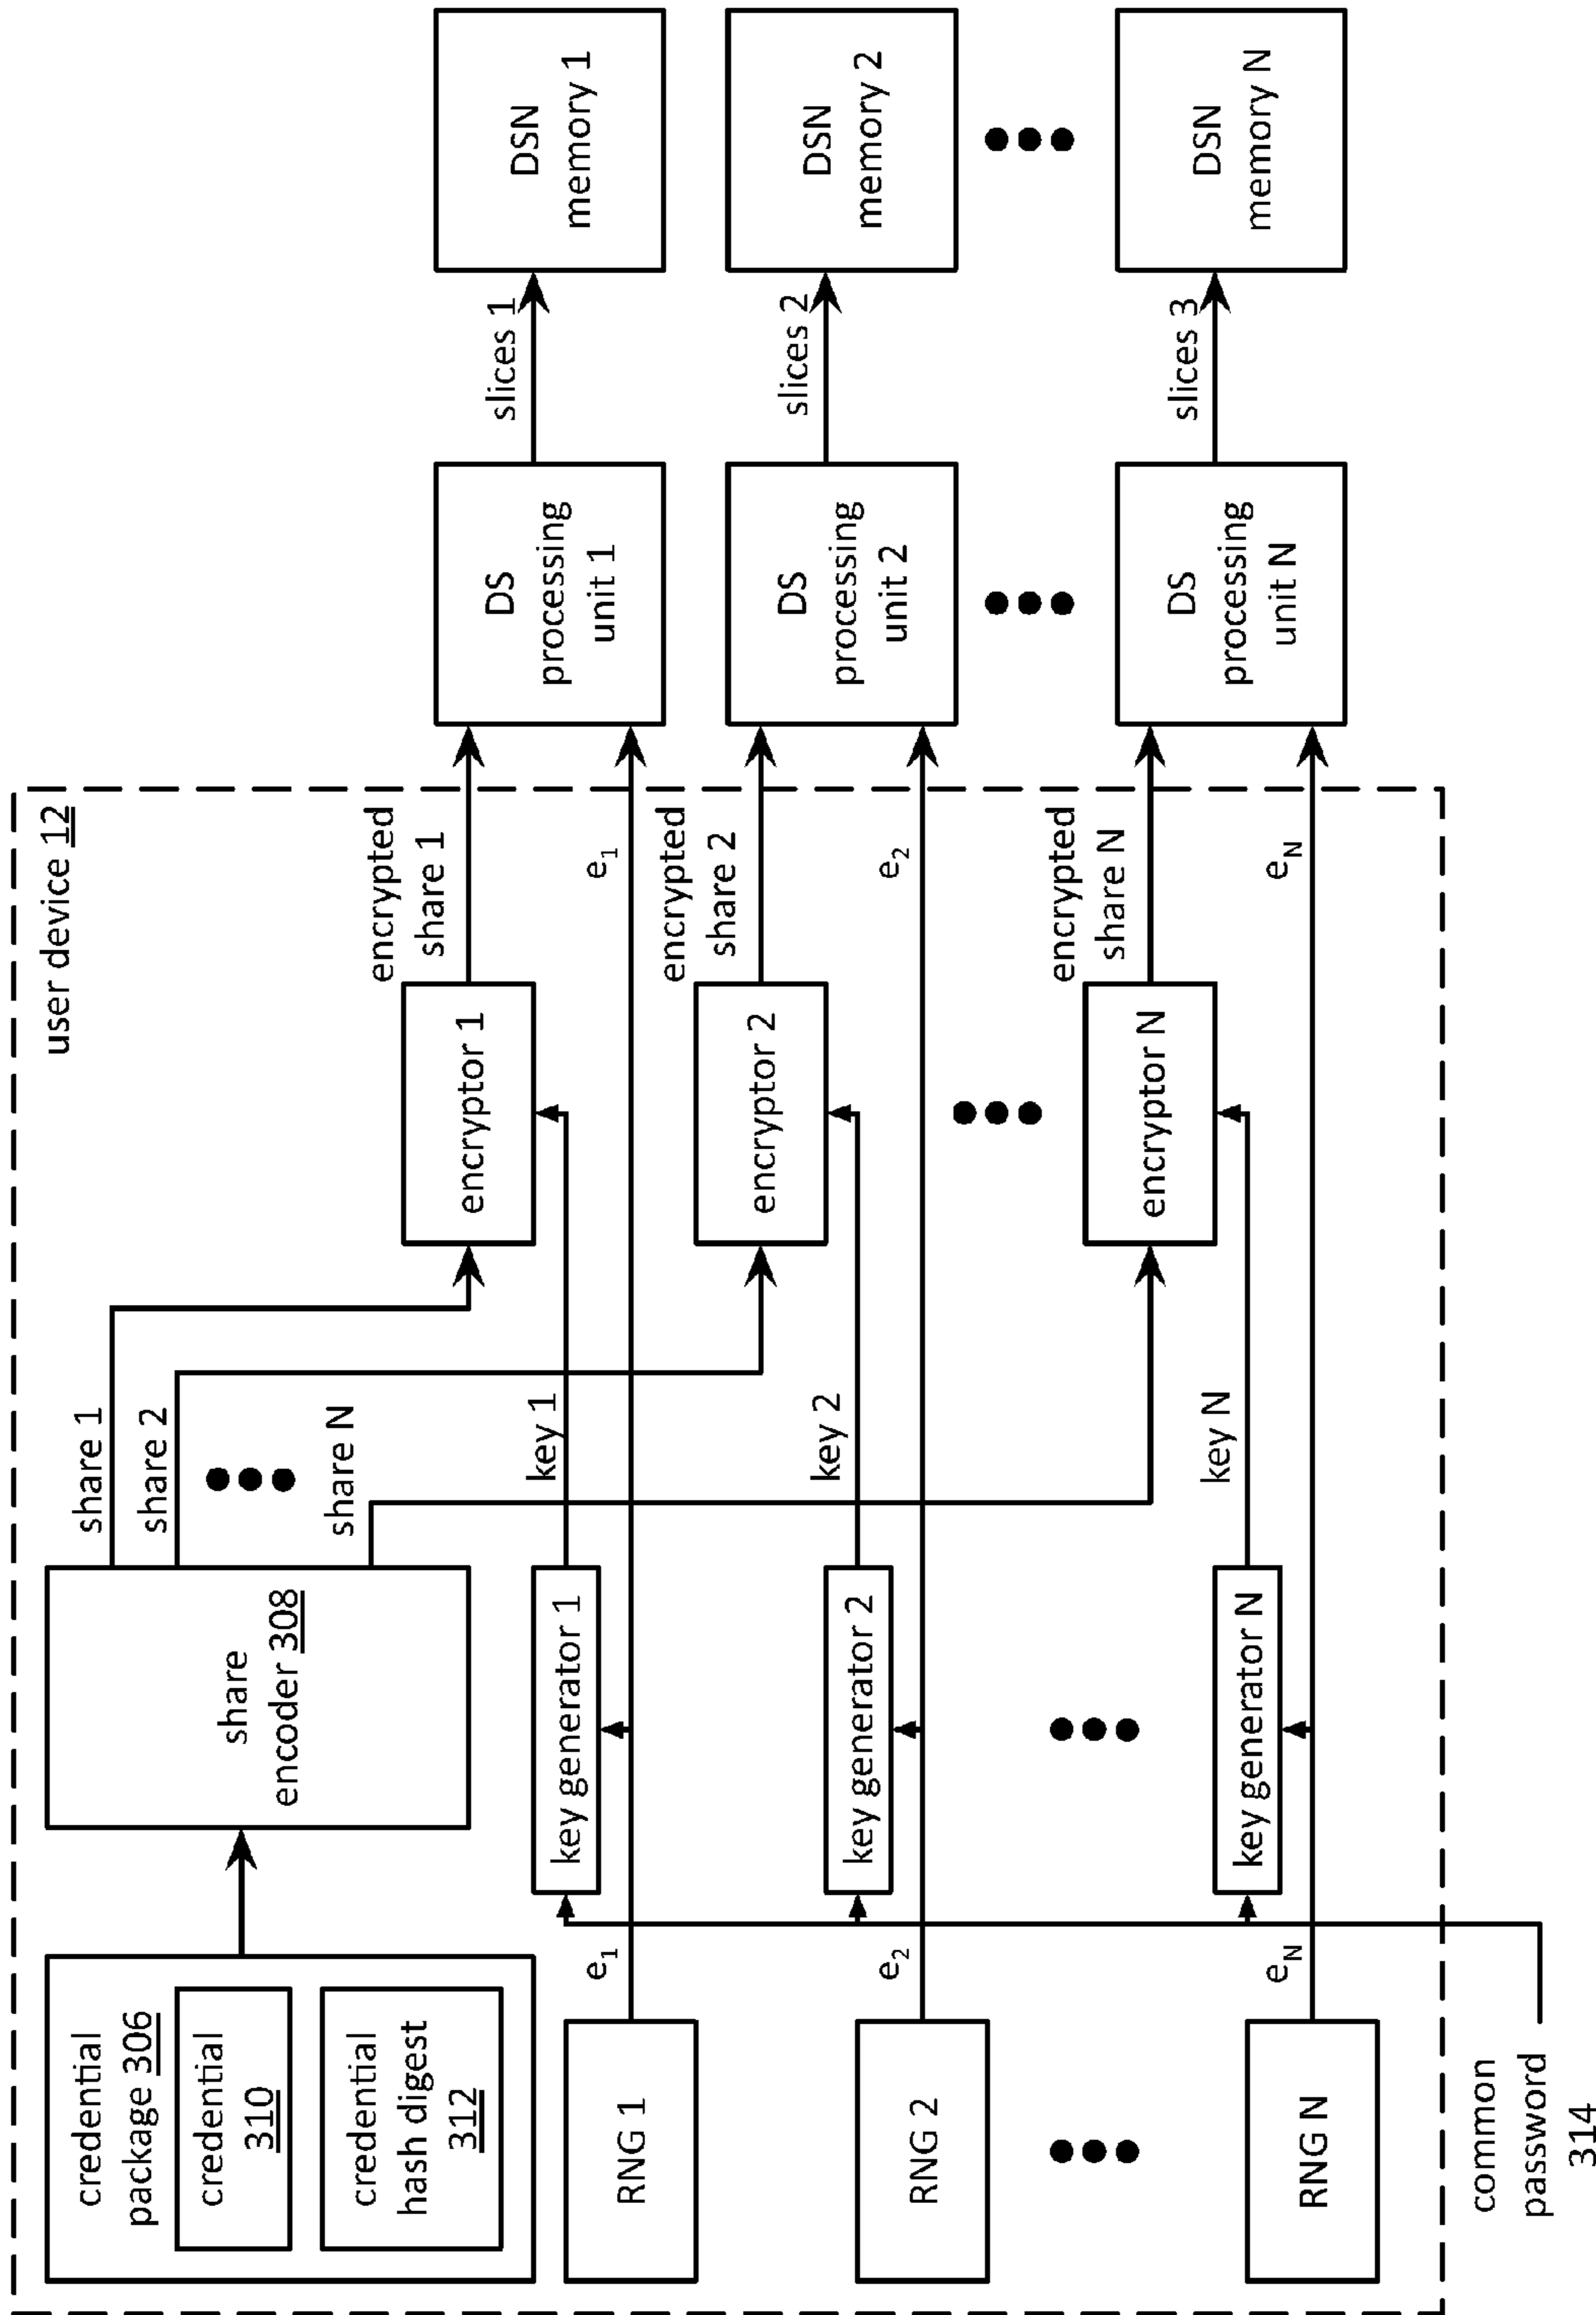 user device 12
credential
package 306
credential
310
credential
hash digest
312
share
encoder 308
share 1
share 2
share N
encrypted
share 1
encryptor 1
key generator 1
key 1
RNG 1
e1
e1
DS
processing
unit 1
slices 1
DSN
memory 1
encrypted
share 2
encryptor 2
key generator 2
key 2
RNG 2
e2
e2
DS
processing
unit 2
slices 2
DSN
memory 2
encrypted
share N
encryptor N
key generator N
key N
RNG N
eN
eN
DS
processing
unit N
slices 3
DSN
memory N
common
password
314